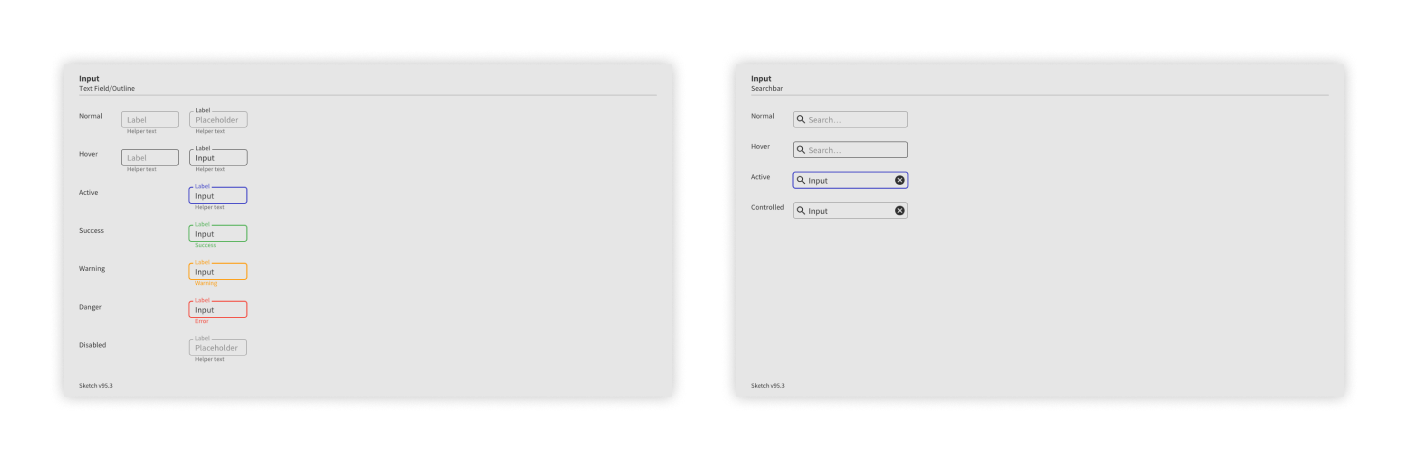 Input
Text Field/Outline
Normal
Label
Helper text
Label
Placeholder
Helper text
Hover
Label
Helper text
Label
Input
Helper text
Active
Label
Input
Helper text
Success
Label
Input
Success
Warning
Label
Input
Warning
Danger
Label
Input
Error
Disabled
Label
Placeholder
Helper text
Sketch v95.3
Input
Searchbar
Normal
Search...
Hover
Search...
Active
Input
Controlled
Input
Sketch v95.3